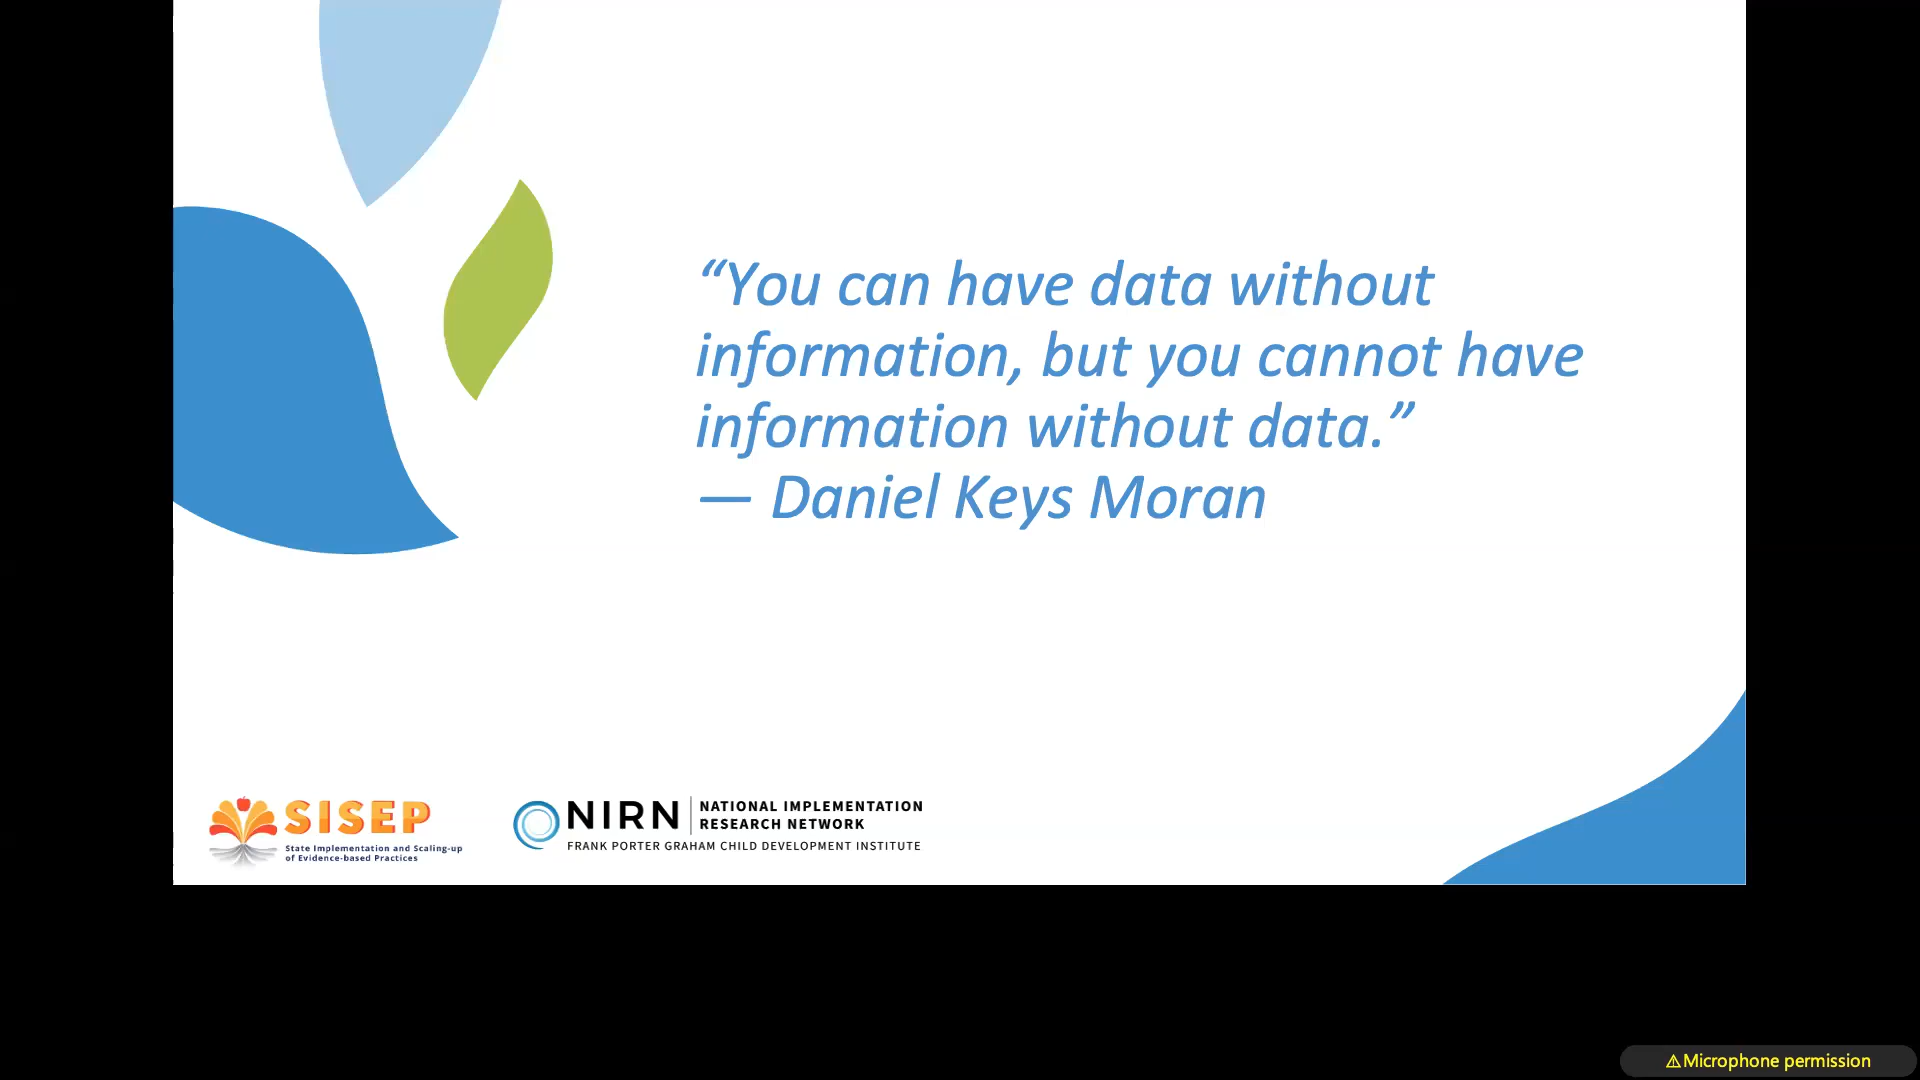 “You can have data without
information, but you cannot have
information without data.”
— Daniel Keys Moran
SISEP
State Implementation and Scaling-up
of Evidence-based Practices
NIRN
NATIONAL IMPLEMENTATION
RESEARCH NETWORK
FRANK PORTER GRAHAM CHILD DEVELOPMENT INSTITUTE
⚠Microphone permission